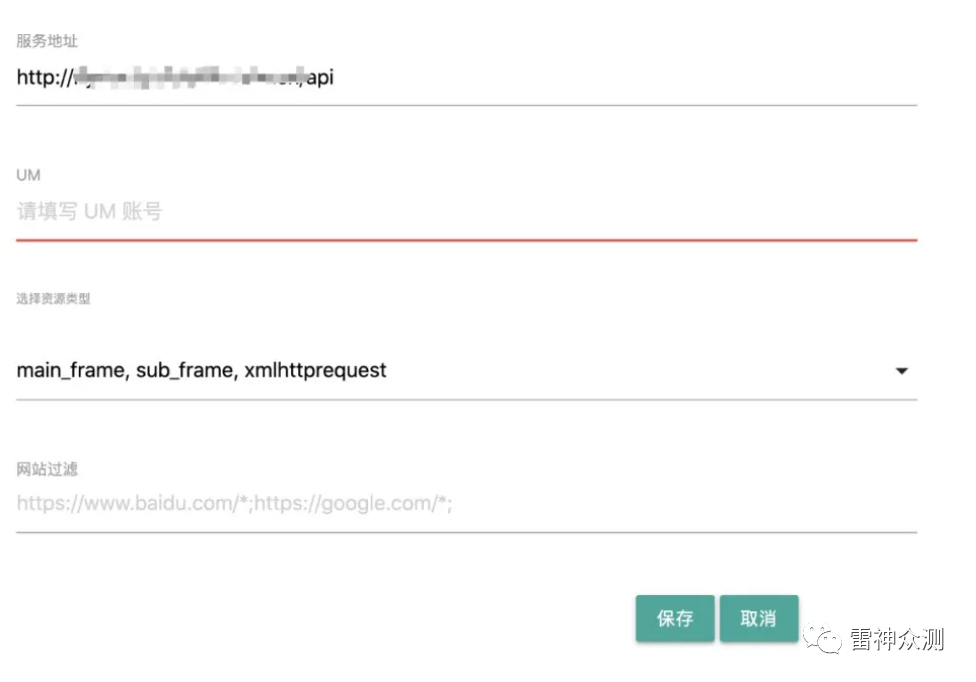 服务地址
http:// /api
UM
请填写 UM 账号
选择资源类型
main_frame, sub_frame, xmlhttprequest
网站过滤
https://www.baidu.com/*;https://google.com/*;
保存 取消
雷神众测